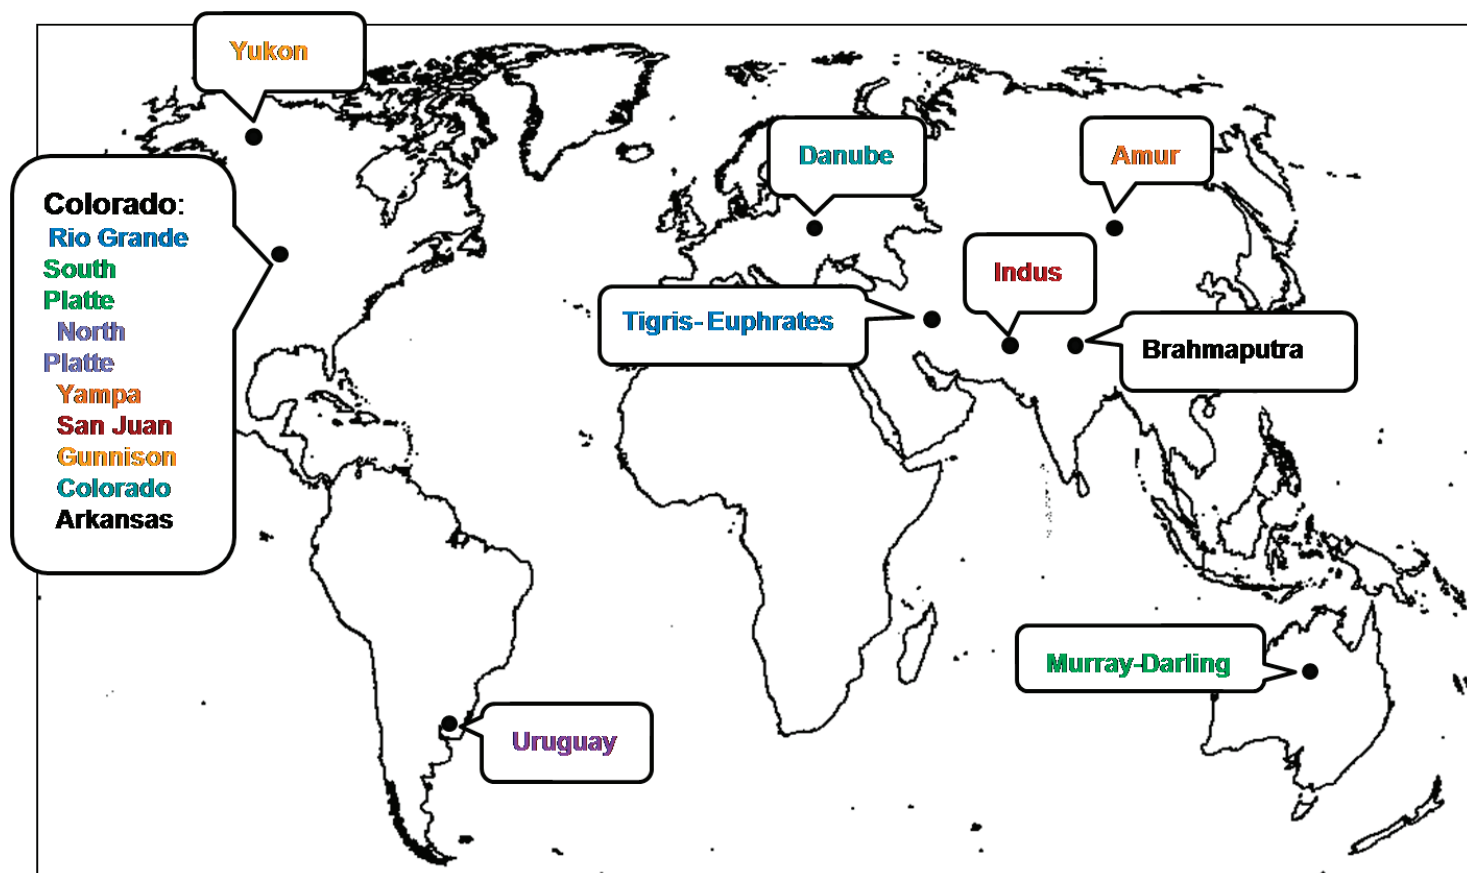 Yukon
Danube
Amur
Colorado:
Rio Grande
South
Platte
North
Platte
Yampa
San Juan
Gunnison
Colorado
Arkansas
Indus
Tigris-Euphrates
Brahmaputra
Murray-Darling
Uruguay